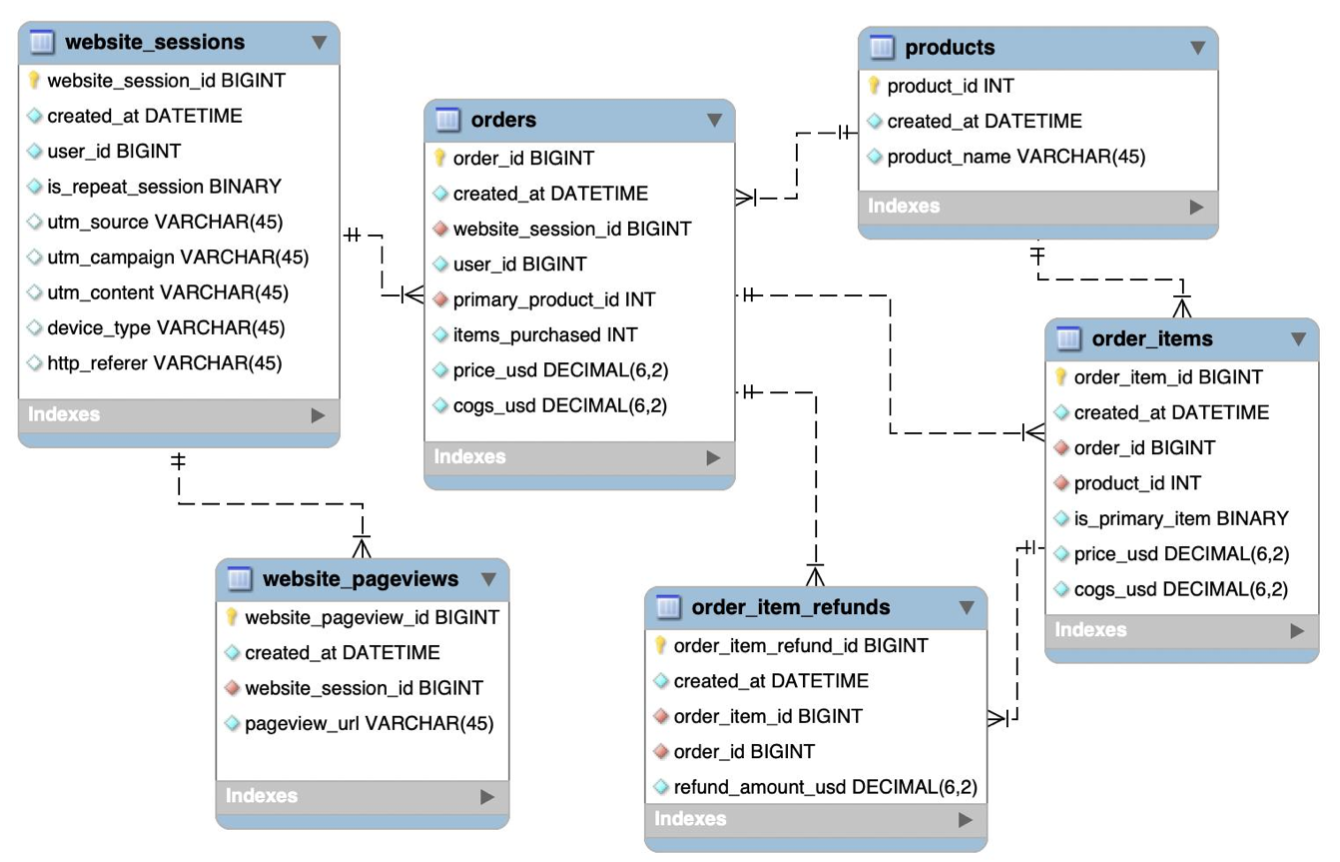 website_sessions
website_session_id BIGINT
created_at DATETIME
user_id BIGINT
is_repeat_session BINARY
utm_source VARCHAR(45)
utm_campaign VARCHAR(45)
utm_content VARCHAR(45)
device_type VARCHAR(45)
http_referer VARCHAR(45)
Indexes
orders
order_id BIGINT
created_at DATETIME
website_session_id BIGINT
user_id BIGINT
primary_product_id INT
items_purchased INT
price_usd DECIMAL(6,2)
cogs_usd DECIMAL(6,2)
Indexes
products
product_id INT
created_at DATETIME
product_name VARCHAR(45)
Indexes
order_items
order_item_id BIGINT
created_at DATETIME
order_id BIGINT
product_id INT
is_primary_item BINARY
price_usd DECIMAL(6,2)
cogs_usd DECIMAL(6,2)
Indexes
website_pageviews
website_pageview_id BIGINT
created_at DATETIME
website_session_id BIGINT
pageview_url VARCHAR(45)
Indexes
order_item_refunds
order_item_refund_id BIGINT
created_at DATETIME
order_item_id BIGINT
order_id BIGINT
refund_amount_usd DECIMAL(6,2)
Indexes